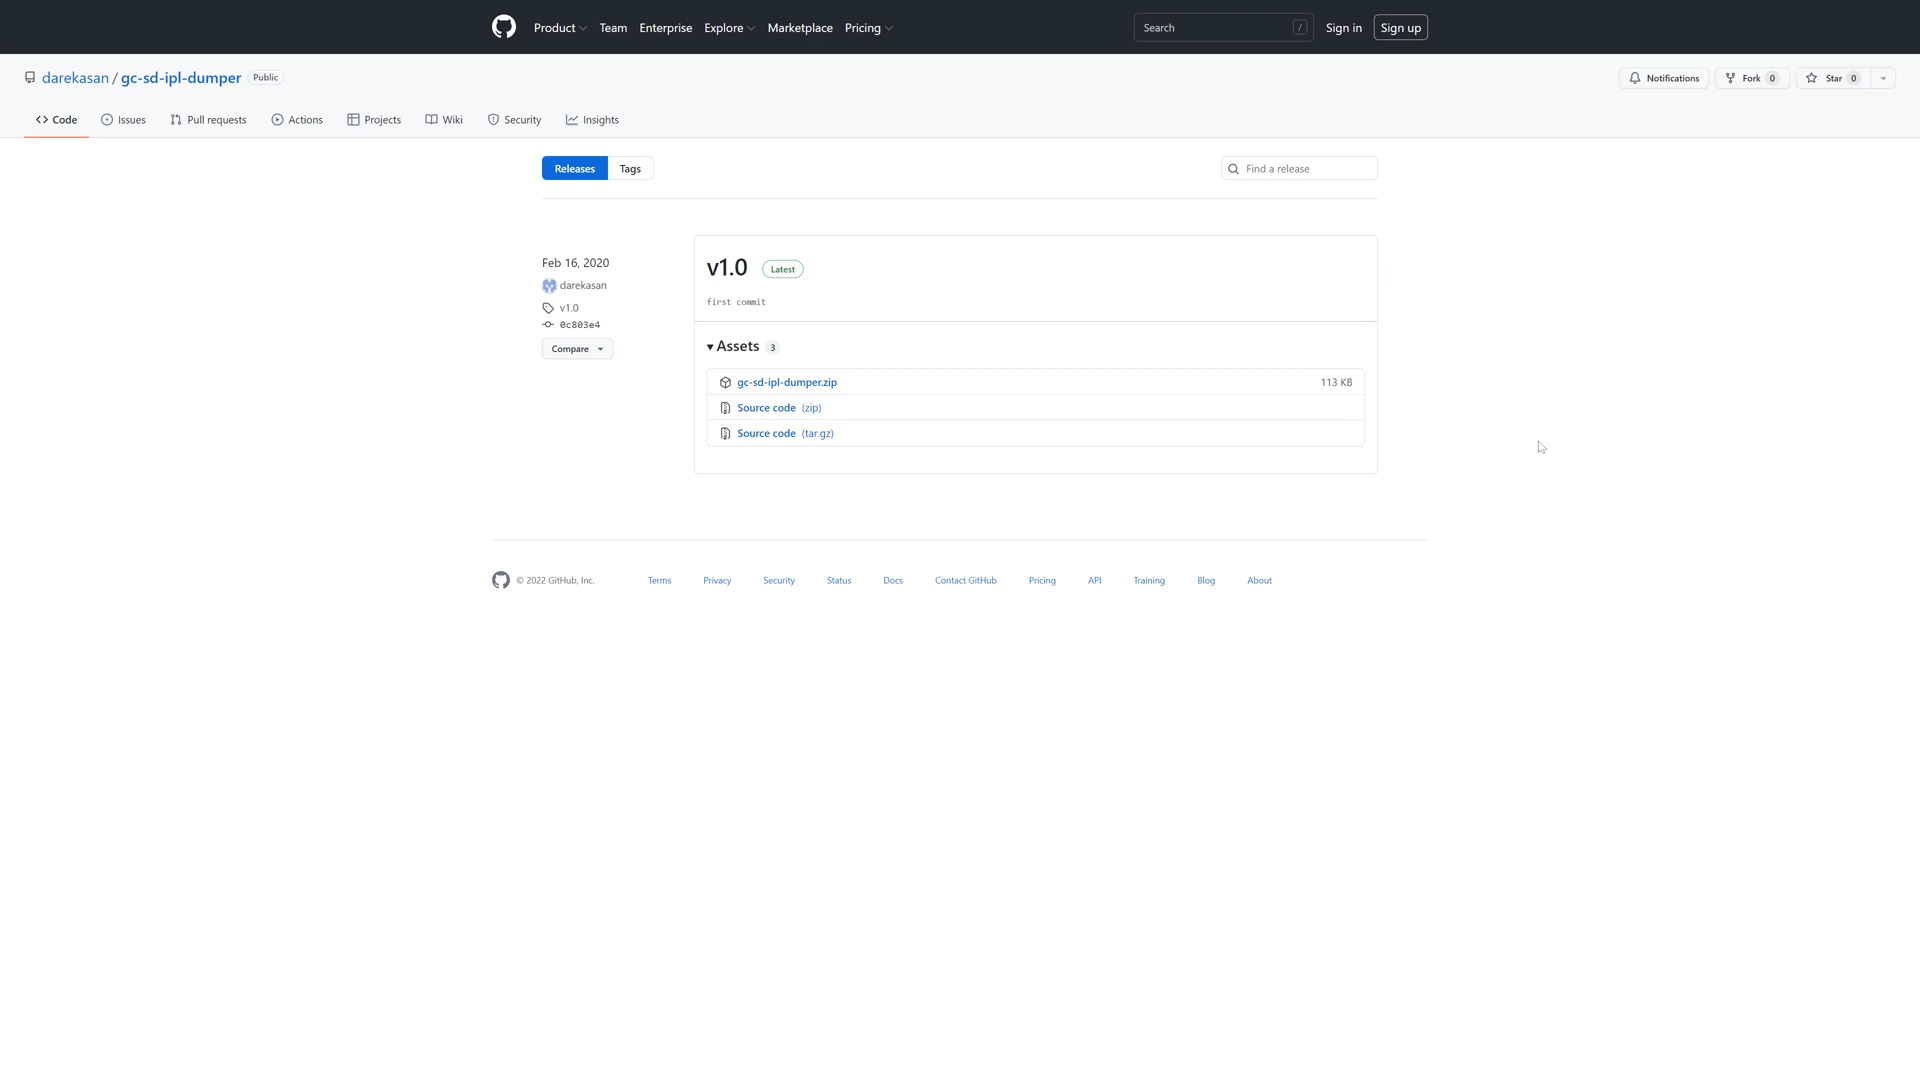 Product Team Enterprise Explore Marketplace Pricing Search / Sign in Sign up
darekasan / gc-sd-ipl-dumper Public Notifications Fork 0 Star 0
Code Issues Pull requests Actions Projects Wiki Security Insights
Releases Tags Find a release
Feb 16, 2020
darekasan
v1.0
0c803e4
Compare
v1.0 Latest
first commit
Assets 3
gc-sd-ipl-dumper.zip 113 KB
Source code (zip)
Source code (tar.gz)
© 2022 GitHub, Inc. Terms Privacy Security Status Docs Contact GitHub Pricing API Training Blog About